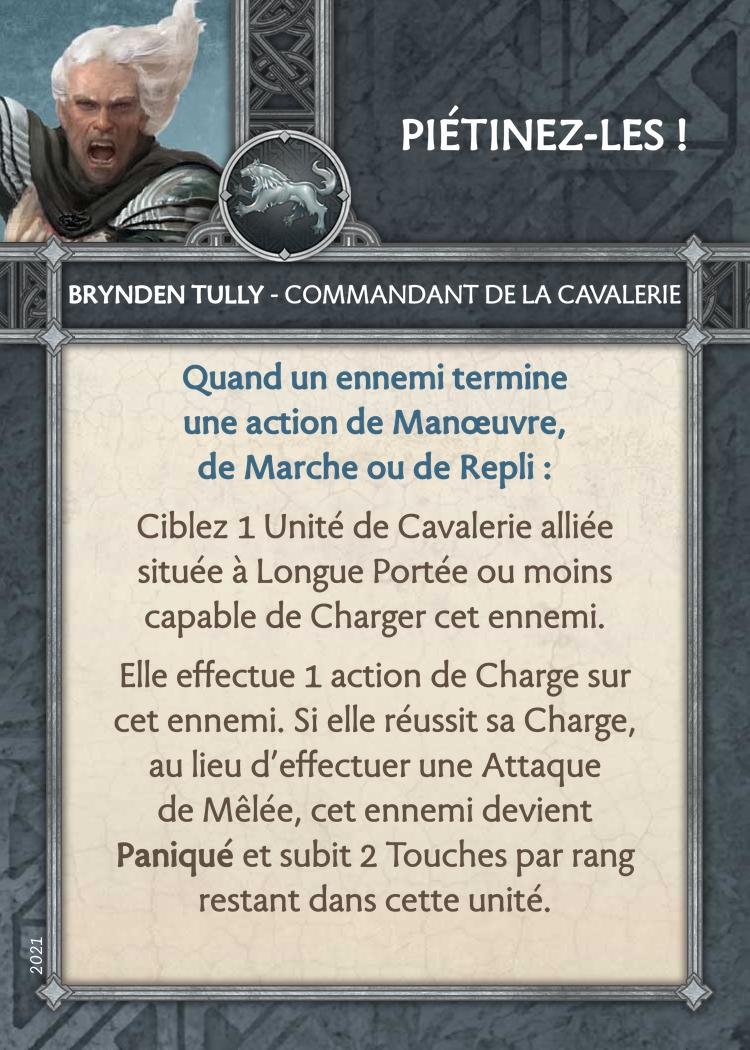 PIÉTINEZ-LES !
BRYNDEN TULLY - COMMANDANT DE LA CAVALERIE
Quand un ennemi termine
une action de Manœuvre,
de Marche ou de Repli :
Ciblez 1 Unité de Cavalerie alliée
située à Longue Portée ou moins
capable de Charger cet ennemi.
Elle effectue 1 action de Charge sur
cet ennemi. Si elle réussit sa Charge,
au lieu d’effectuer une Attaque
de Mêlée, cet ennemi devient
Paniqué et subit 2 Touches par rang
restant dans cette unité.
2021